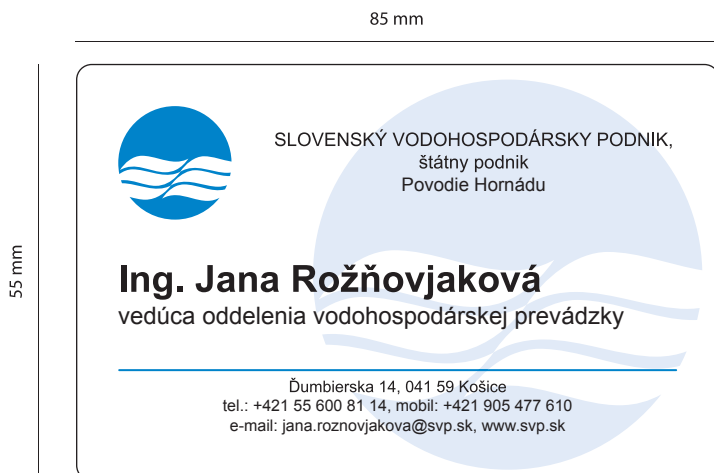 85 mm
55 mm
SLOVENSKÝ VODOHOSPODÁRSKY PODNIK,
štátny podnik
Povodie Hornádu
Ing. Jana Rožňovjaková
vedúca oddelenia vodohospodárskej prevádzky
Ďumbierska 14, 041 59 Košice
tel.: +421 55 600 81 14, mobil: +421 905 477 610
e-mail: jana.roznovjakova@svp.sk, www.svp.sk